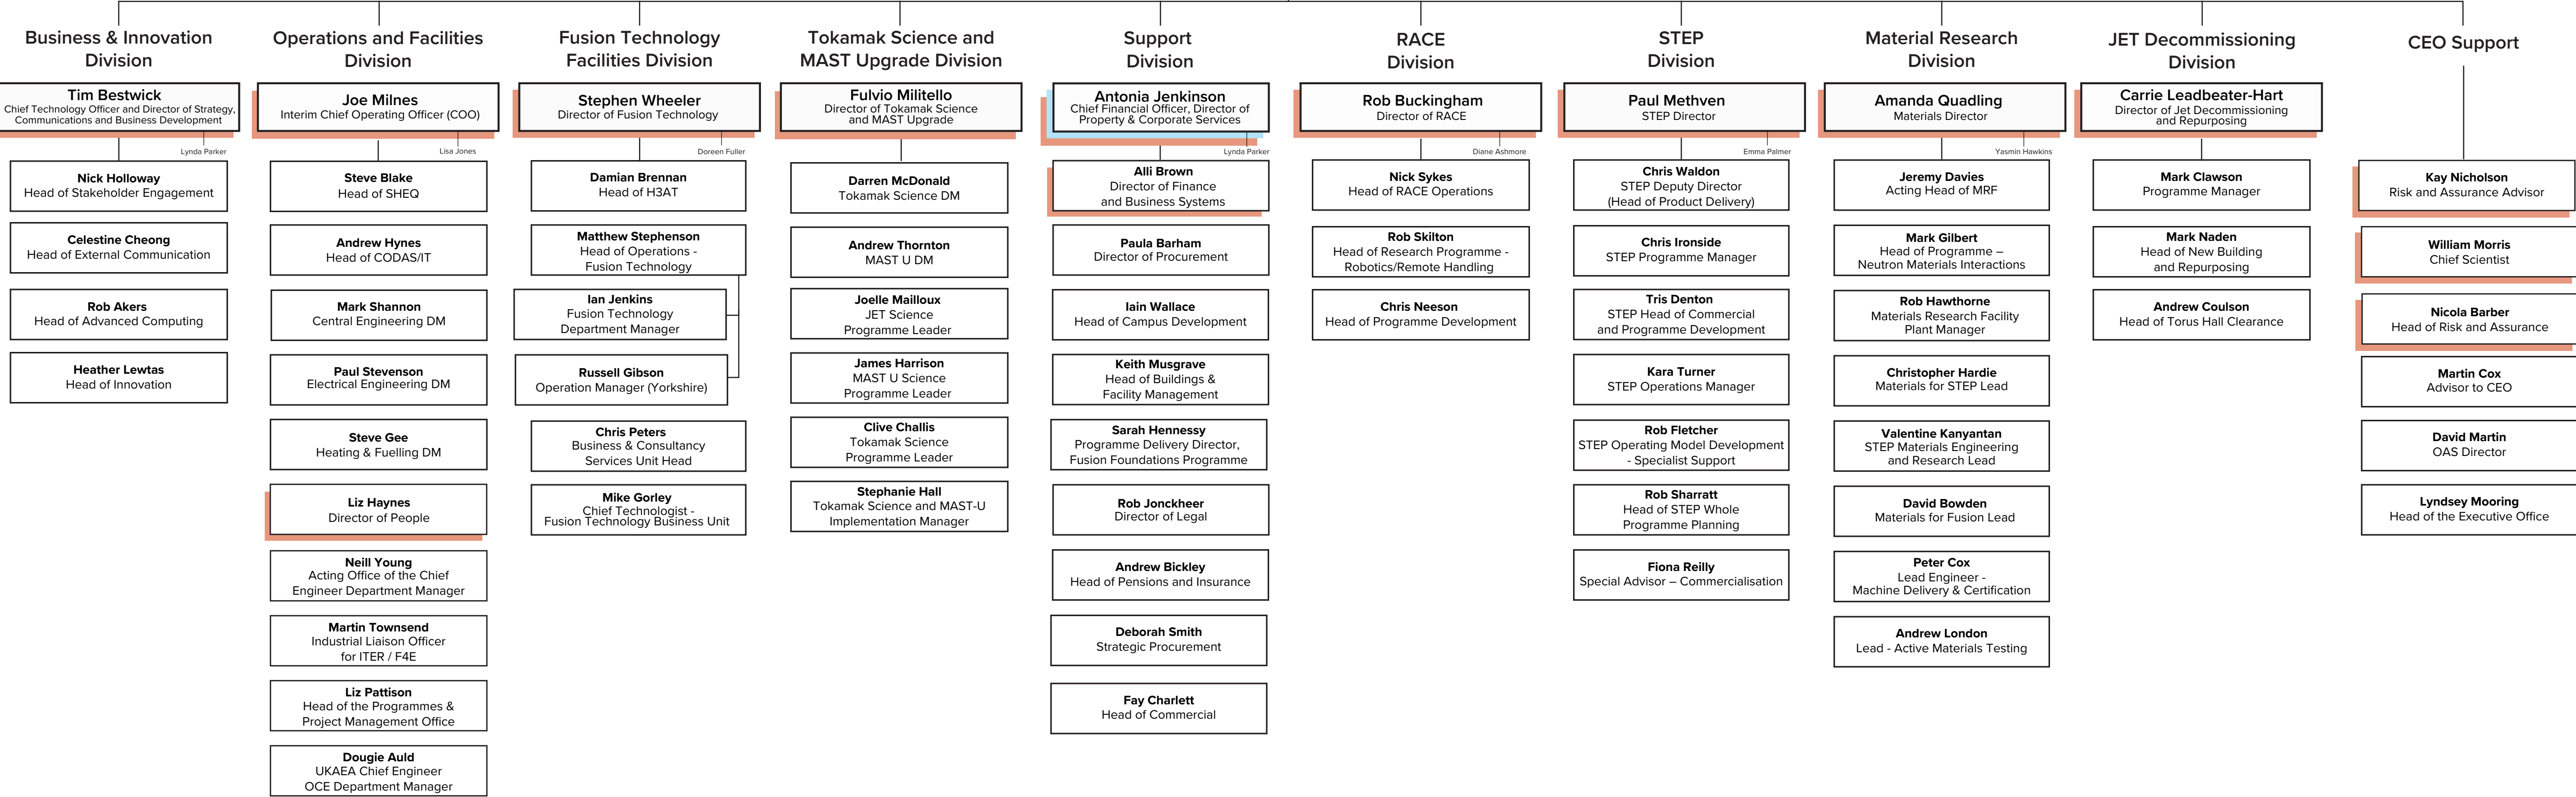 Business & Innovation
Division
Tim Bestwick
Chief Technology Officer and Director of Strategy,
Communications and Business Development
Lynda Parker
Nick Holloway
Head of Stakeholder Engagement
Celestine Cheong
Head of External Communication
Rob Akers
Head of Advanced Computing
Heather Lewtas
Head of Innovation
Operations and Facilities
Division
Joe Milnes
Interim Chief Operating Officer (COO)
Lisa Jones
Steve Blake
Head of SHEQ
Andrew Hynes
Head of CODAS/IT
Mark Shannon
Central Engineering DM
Paul Stevenson
Electrical Engineering DM
Steve Gee
Heating & Fuelling DM
Liz Haynes
Director of People
Neill Young
Acting Office of the Chief
Engineer Department Manager
Martin Townsend
Industrial Liaison Officer
for ITER / F4E
Liz Pattison
Head of the Programmes &
Project Management Office
Dougie Auld
UKAEA Chief Engineer
OCE Department Manager
Fusion Technology
Facilities Division
Stephen Wheeler
Director of Fusion Technology
Doreen Fuller
Damian Brennan
Head of H3AT
Matthew Stephenson
Head of Operations -
Fusion Technology
Ian Jenkins
Fusion Technology
Department Manager
Russell Gibson
Operation Manager (Yorkshire)
Chris Peters
Business & Consultancy
Services Unit Head
Mike Gorley
Chief Technologist -
Fusion Technology Business Unit
Tokamak Science and
MAST Upgrade Division
Fulvio Militello
Director of Tokamak Science
and MAST Upgrade
Darren McDonald
Tokamak Science DM
Andrew Thornton
MAST U DM
Joelle Mailloux
JET Science
Programme Leader
James Harrison
MAST U Science
Programme Leader
Clive Challis
Tokamak Science
Programme Leader
Stephanie Hall
Tokamak Science and MAST-U
Implementation Manager
Support
Division
Antonia Jenkinson
Chief Financial Officer, Director of
Property & Corporate Services
Lynda Parker
Alli Brown
Director of Finance
and Business Systems
Paula Barham
Director of Procurement
Iain Wallace
Head of Campus Development
Keith Musgrave
Head of Buildings &
Facility Management
Sarah Hennessy
Programme Delivery Director,
Fusion Foundations Programme
Rob Jonckheer
Director of Legal
Andrew Bickley
Head of Pensions and Insurance
Deborah Smith
Strategic Procurement
Fay Charlett
Head of Commercial
RACE
Division
Rob Buckingham
Director of RACE
Diane Ashmore
Nick Sykes
Head of RACE Operations
Rob Skilton
Head of Research Programme -
Robotics/Remote Handling
Chris Neeson
Head of Programme Development
STEP
Division
Paul Methven
STEP Director
Emma Palmer
Chris Waldon
STEP Deputy Director
(Head of Product Delivery)
Chris Ironside
STEP Programme Manager
Tris Denton
STEP Head of Commercial
and Programme Development
Kara Turner
STEP Operations Manager
Rob Fletcher
STEP Operating Model Development
- Specialist Support
Rob Sharratt
Head of STEP Whole
Programme Planning
Fiona Reilly
Special Advisor – Commercialisation
Material Research
Division
Amanda Quadling
Materials Director
Yasmin Hawkins
Jeremy Davies
Acting Head of MRF
Mark Gilbert
Head of Programme –
Neutron Materials Interactions
Rob Hawthorne
Materials Research Facility
Plant Manager
Christopher Hardie
Materials for STEP Lead
Valentine Kanyantan
STEP Materials Engineering
and Research Lead
David Bowden
Materials for Fusion Lead
Peter Cox
Lead Engineer -
Machine Delivery & Certification
Andrew London
Lead - Active Materials Testing
JET Decommissioning
Division
Carrie Leadbeater-Hart
Director of Jet Decommissioning
and Repurposing
Mark Clawson
Programme Manager
Mark Naden
Head of New Building
and Repurposing
Andrew Coulson
Head of Torus Hall Clearance
CEO Support
Kay Nicholson
Risk and Assurance Advisor
William Morris
Chief Scientist
Nicola Barber
Head of Risk and Assurance
Martin Cox
Advisor to CEO
David Martin
OAS Director
Lyndsey Mooring
Head of the Executive Office